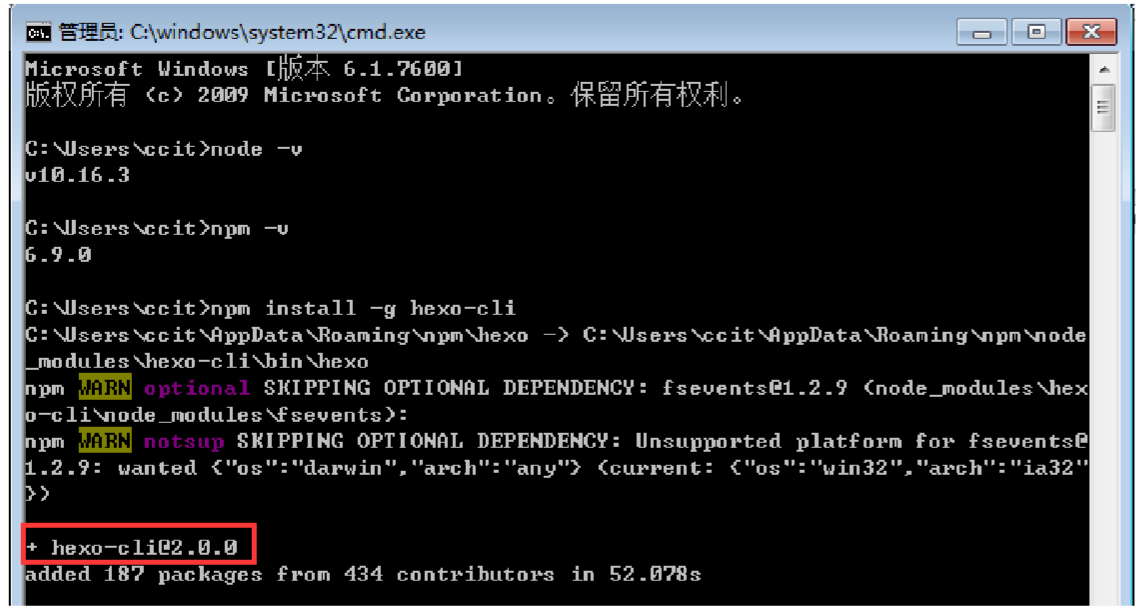 管理员: C:\windows\system32\cmd.exe
Microsoft Windows [版本 6.1.7600]
版权所有 (c) 2009 Microsoft Corporation。保留所有权利。
C:\Users\ccit>node -v
v10.16.3
C:\Users\ccit>npm -v
6.9.0
C:\Users\ccit>npm install -g hexo-cli
C:\Users\ccit\AppData\Roaming\npm\hexo -> C:\Users\ccit\AppData\Roaming\npm\node
_modules\hexo-cli\bin\hexo
npm WARN optional SKIPPING OPTIONAL DEPENDENCY: fsevents@1.2.9 (node_modules\hex
o-cli\node_modules\fsevents):
npm WARN notsup SKIPPING OPTIONAL DEPENDENCY: Unsupported platform for fsevents@
1.2.9: wanted {"os":"darwin","arch":"any"} (current: {"os":"win32","arch":"ia32"
})
+ hexo-cli@2.0.0
added 187 packages from 434 contributors in 52.078s